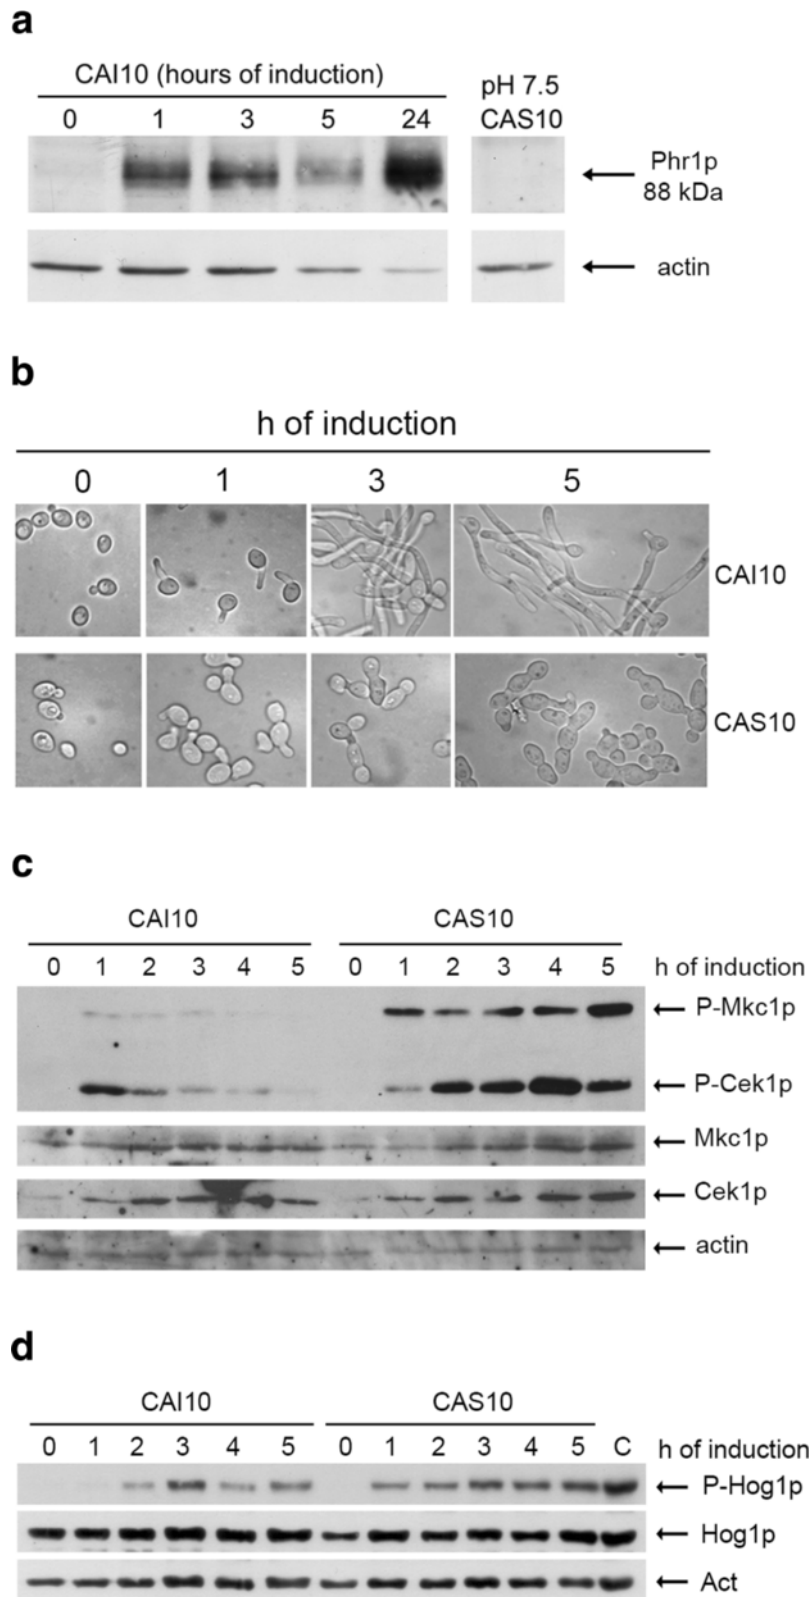 a
CAI10 (hours of induction)
pH 7.5
CAS10
0 1 3 5 24
Phr1p
88 kDa
actin
b
h of induction
0 1 3 5
CAI10
CAS10
c
CAI10 CAS10
0 1 2 3 4 5 0 1 2 3 4 5 h of induction
P-Mkc1p
P-Cek1p
Mkc1p
Cek1p
actin
d
CAI10 CAS10
0 1 2 3 4 5 0 1 2 3 4 5 C h of induction
P-Hog1p
Hog1p
Act